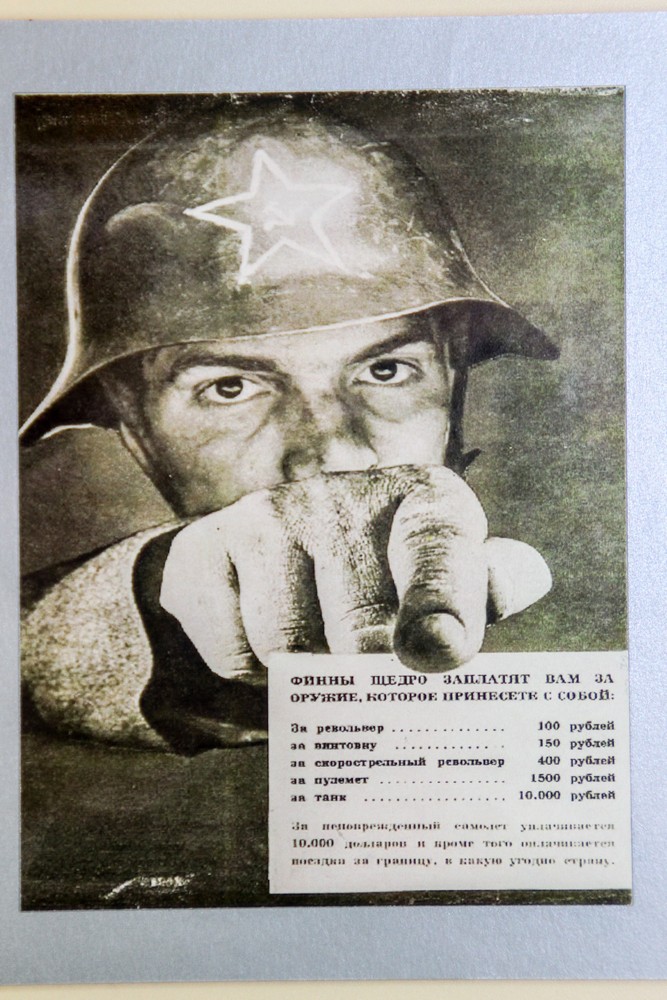 ФИННЫ ЩЕДРО ЗАПЛАТЯТ ВАМ ЗА
ОРУЖИЕ, КОТОРОЕ ПРИНЕСЕТЕ С СОБОЙ:
За револьвер . . . . . . . . . . . . . . 100 рублей
за винтовку . . . . . . . . . . . . . 150 рублей
за скорострельный револьвер 400 рублей
за пулемет . . . . . . . . . . . . . . . 1500 рублей
за танк . . . . . . . . . . . . . . . . . 10.000 рублей
За неповрежденный самолет уплачивается
10.000 долларов и кроме того оплачивается
поездка за границу, в какую угодно страну.